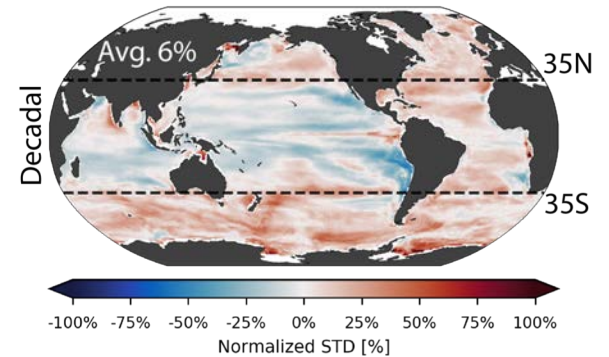 Avg. 6%
35N
Decadal
35S
-100% -75% -50% -25% 0% 25% 50% 75% 100%
Normalized STD [%]